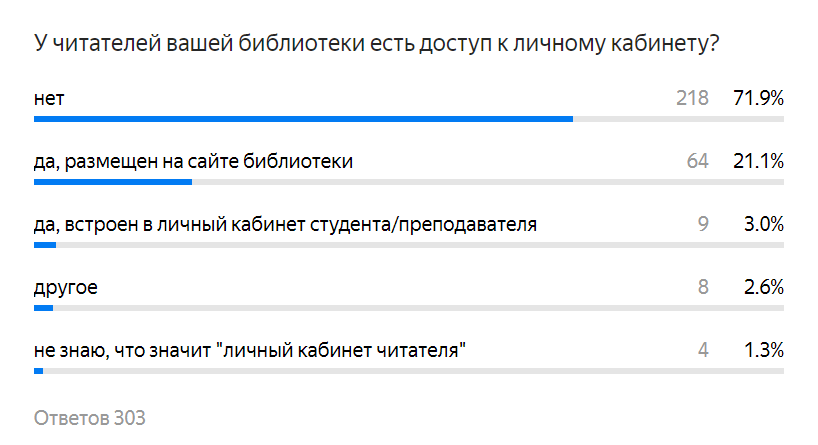 У читателей вашей библиотеки есть доступ к личному кабинету?
нет 218 71.9%
да, размещен на сайте библиотеки 64 21.1%
да, встроен в личный кабинет студента/преподавателя 9 3.0%
другое 8 2.6%
не знаю, что значит "личный кабинет читателя" 4 1.3%
Ответов 303